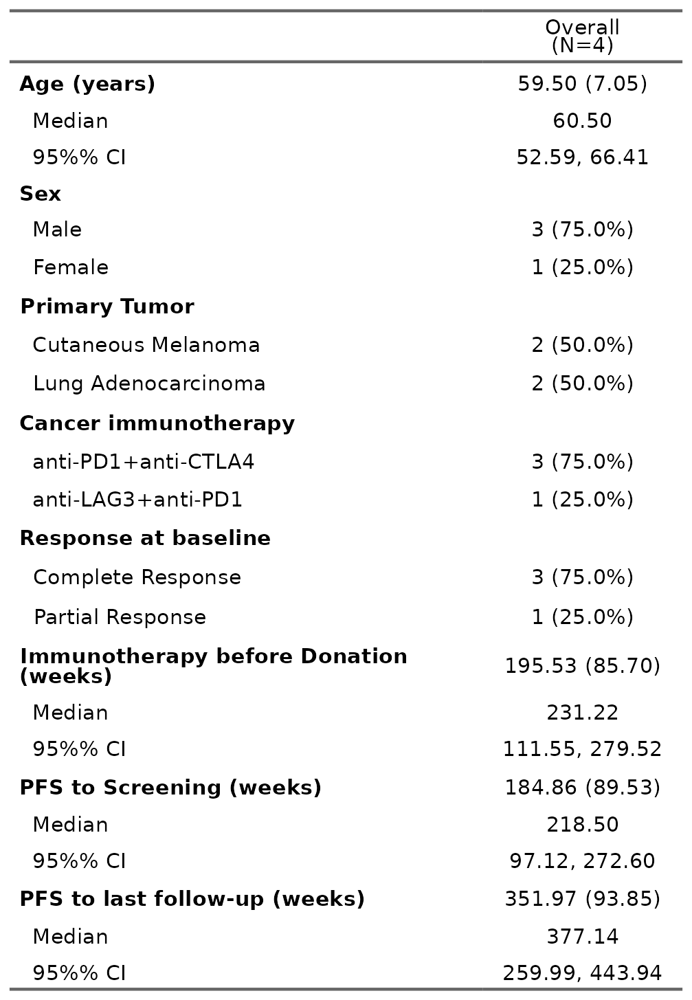 Overall
(N=4)
Age (years) 59.50 (7.05)
Median 60.50
95%% CI 52.59, 66.41
Sex
Male 3 (75.0%)
Female 1 (25.0%)
Primary Tumor
Cutaneous Melanoma 2 (50.0%)
Lung Adenocarcinoma 2 (50.0%)
Cancer immunotherapy
anti-PD1+anti-CTLA4 3 (75.0%)
anti-LAG3+anti-PD1 1 (25.0%)
Response at baseline
Complete Response 3 (75.0%)
Partial Response 1 (25.0%)
Immunotherapy before Donation
(weeks) 195.53 (85.70)
Median 231.22
95%% CI 111.55, 279.52
PFS to Screening (weeks) 184.86 (89.53)
Median 218.50
95%% CI 97.12, 272.60
PFS to last follow-up (weeks) 351.97 (93.85)
Median 377.14
95%% CI 259.99, 443.94